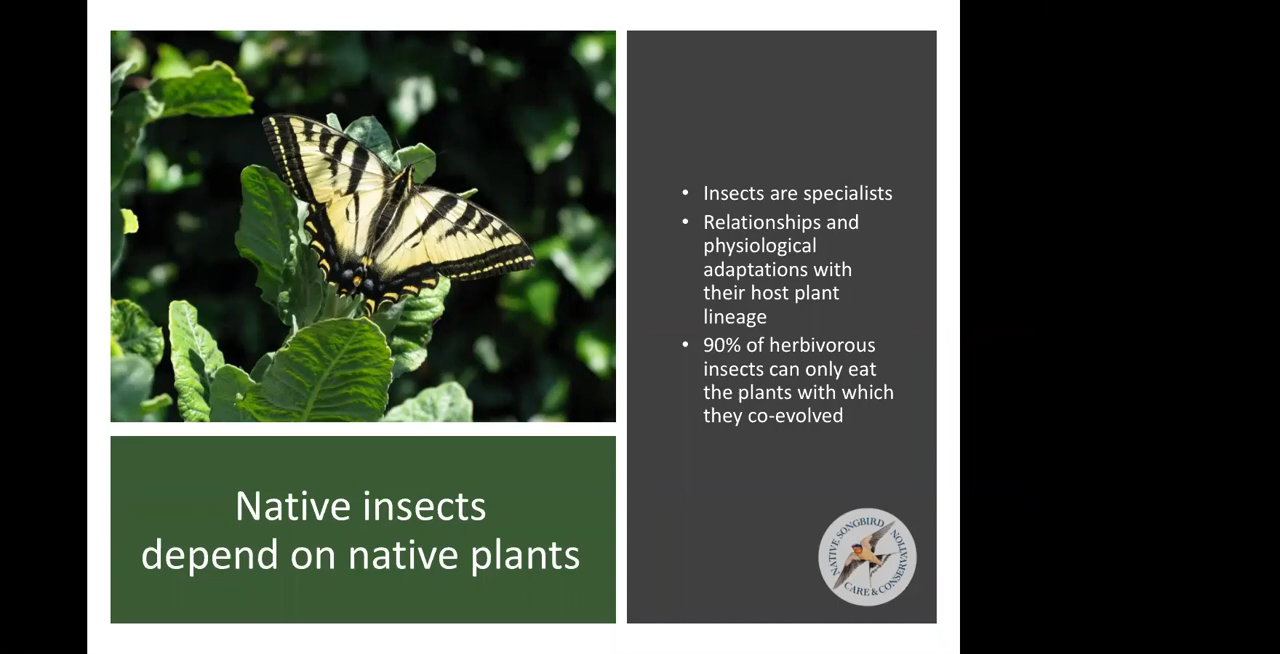 • Insects are specialists
• Relationships and
physiological
adaptations with
their host plant
lineage
• 90% of herbivorous
insects can only eat
the plants with which
they co-evolved
Native insects
depend on native plants
NATIVE SONGBIRD
CARE & CONSERVATION